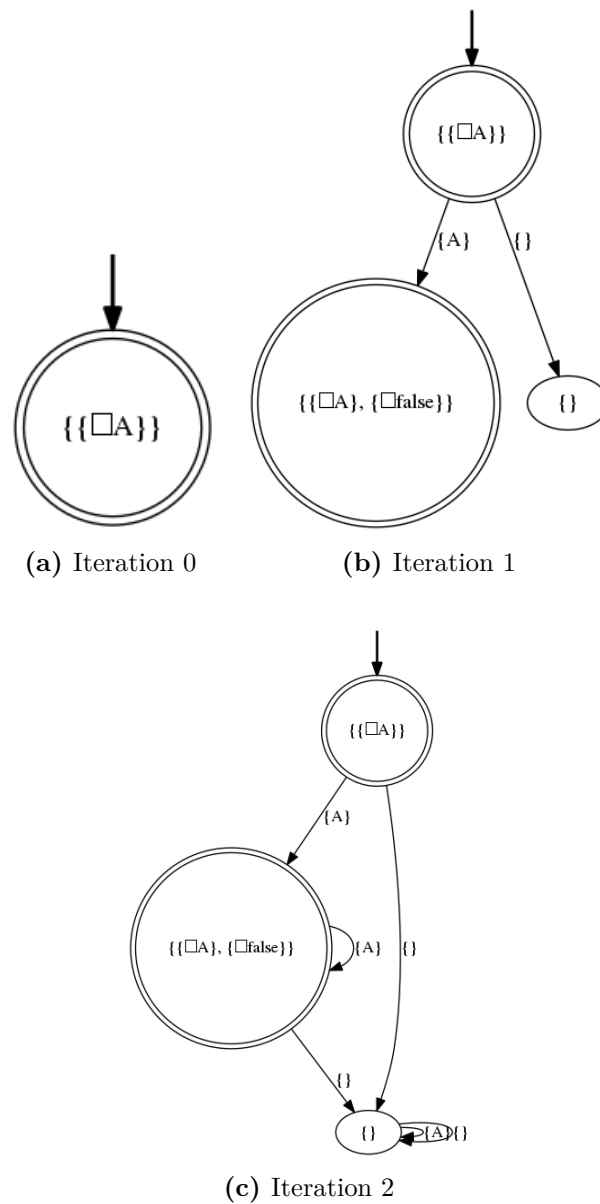 {{□A}}
{A}
{}
{{□A}}
{{□A}, {□false}}
{}
(a) Iteration 0
(b) Iteration 1
{{□A}}
{A}
{{□A}, {□false}}
{A}
{}
{}
{}
{A}
{}
(c) Iteration 2